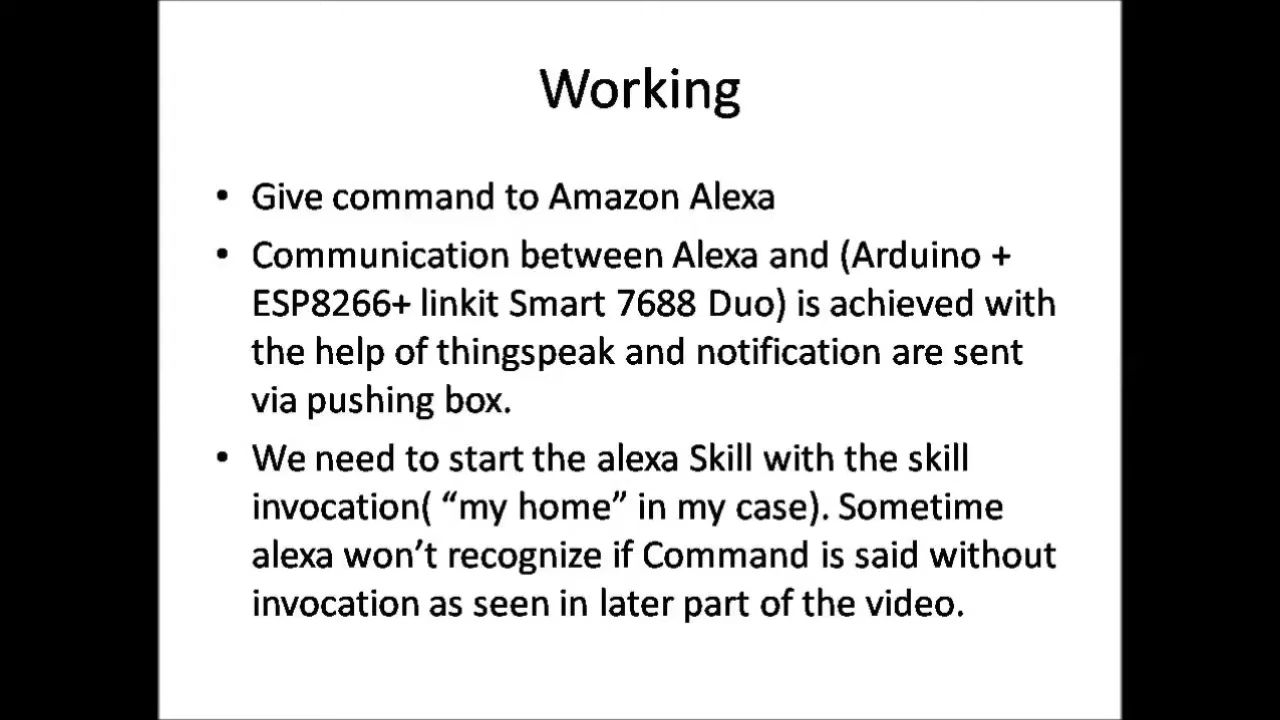 Working
• Give command to Amazon Alexa
• Communication between Alexa and (Arduino +
ESP8266+ linkit Smart 7688 Duo) is achieved with
the help of thingspeak and notification are sent
via pushing box.
• We need to start the alexa Skill with the skill
invocation( “my home” in my case). Sometime
alexa won’t recognize if Command is said without
invocation as seen in later part of the video.